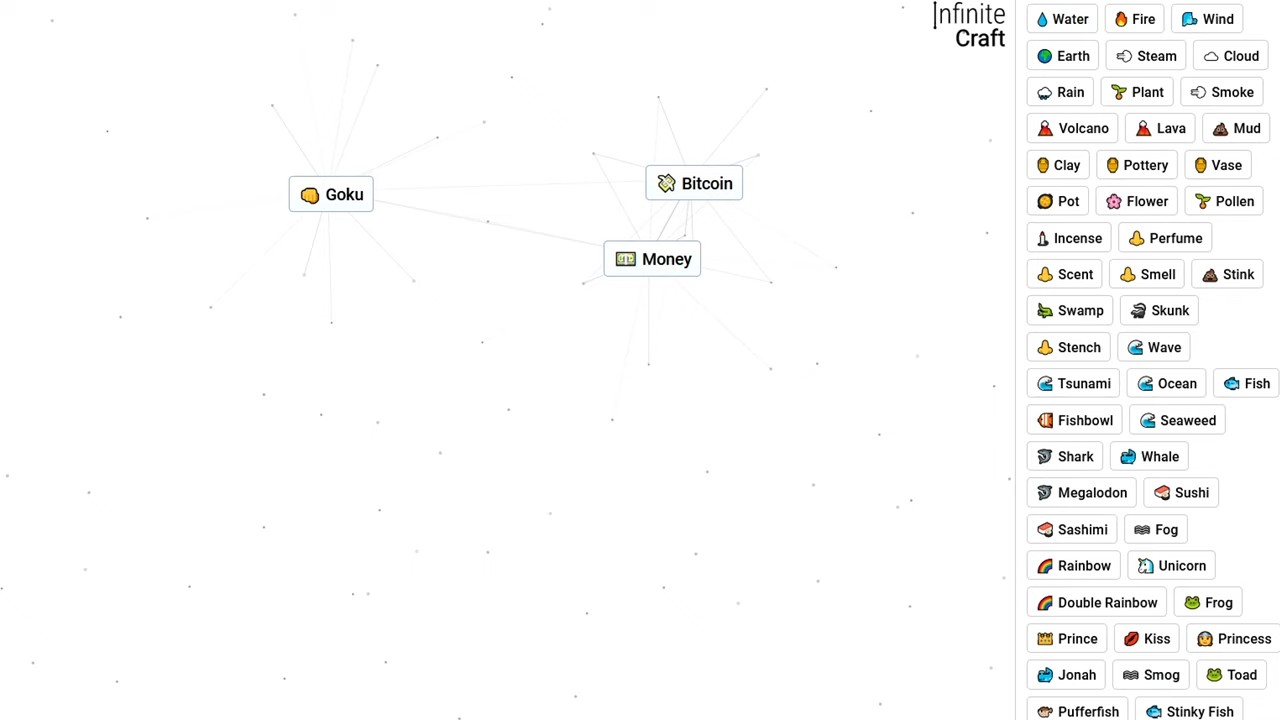 Infinite
Craft
Goku
Bitcoin
Money
Water Fire Wind
Earth Steam Cloud
Rain Plant Smoke
Volcano Lava Mud
Clay Pottery Vase
Pot Flower Pollen
Incense Perfume
Scent Smell Stink
Swamp Skunk
Stench Wave
Tsunami Ocean Fish
Fishbowl Seaweed
Shark Whale
Megalodon Sushi
Sashimi Fog
Rainbow Unicorn
Double Rainbow Frog
Prince Kiss Princess
Jonah Smog Toad
Pufferfish Stinky Fish